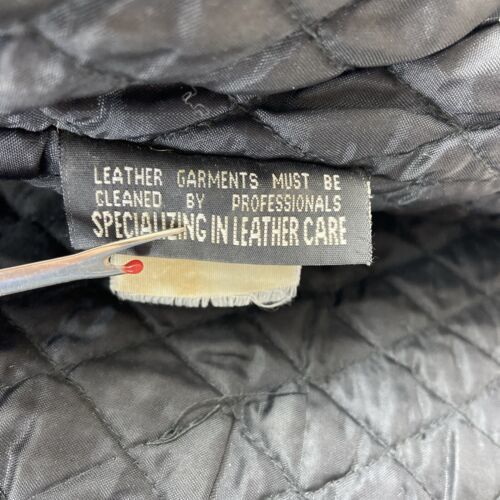 LEATHER GARMENTS MUST BE
CLEANED BY PROFESSIONALS
SPECIALIZING IN LEATHER CARE